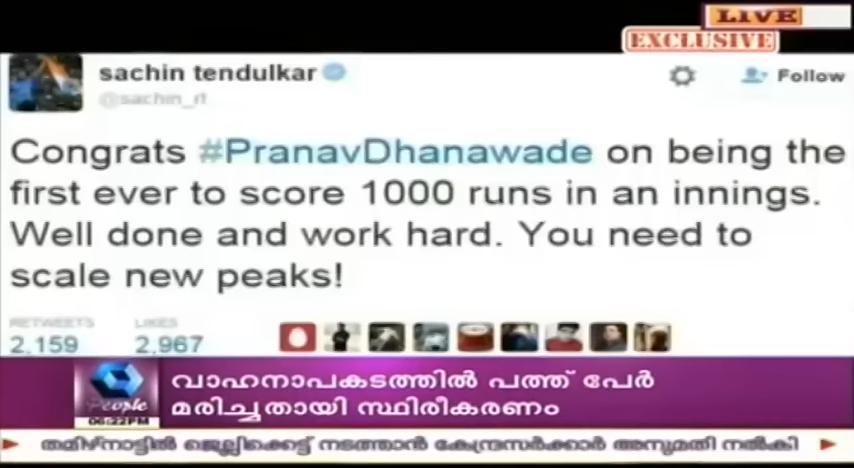 LIVE
EXCLUSIVE
sachin tendulkar
@sachin_rt
Follow
Congrats #PranavDhanawade on being the
first ever to score 1000 runs in an innings.
Well done and work hard. You need to
scale new peaks!
RETWEETS LIKES
2,159 2,967
വാഹനാപകടത്തിൽ പത്ത് പേർ
മരിച്ചതായി സ്ഥിരീകരണം
People
06:22PM
തമിഴ്നാട്ടിൽ ജെല്ലിക്കെട്ട് നടത്താൻ കേന്ദ്രസർക്കാർ അനുമതി നൽകി